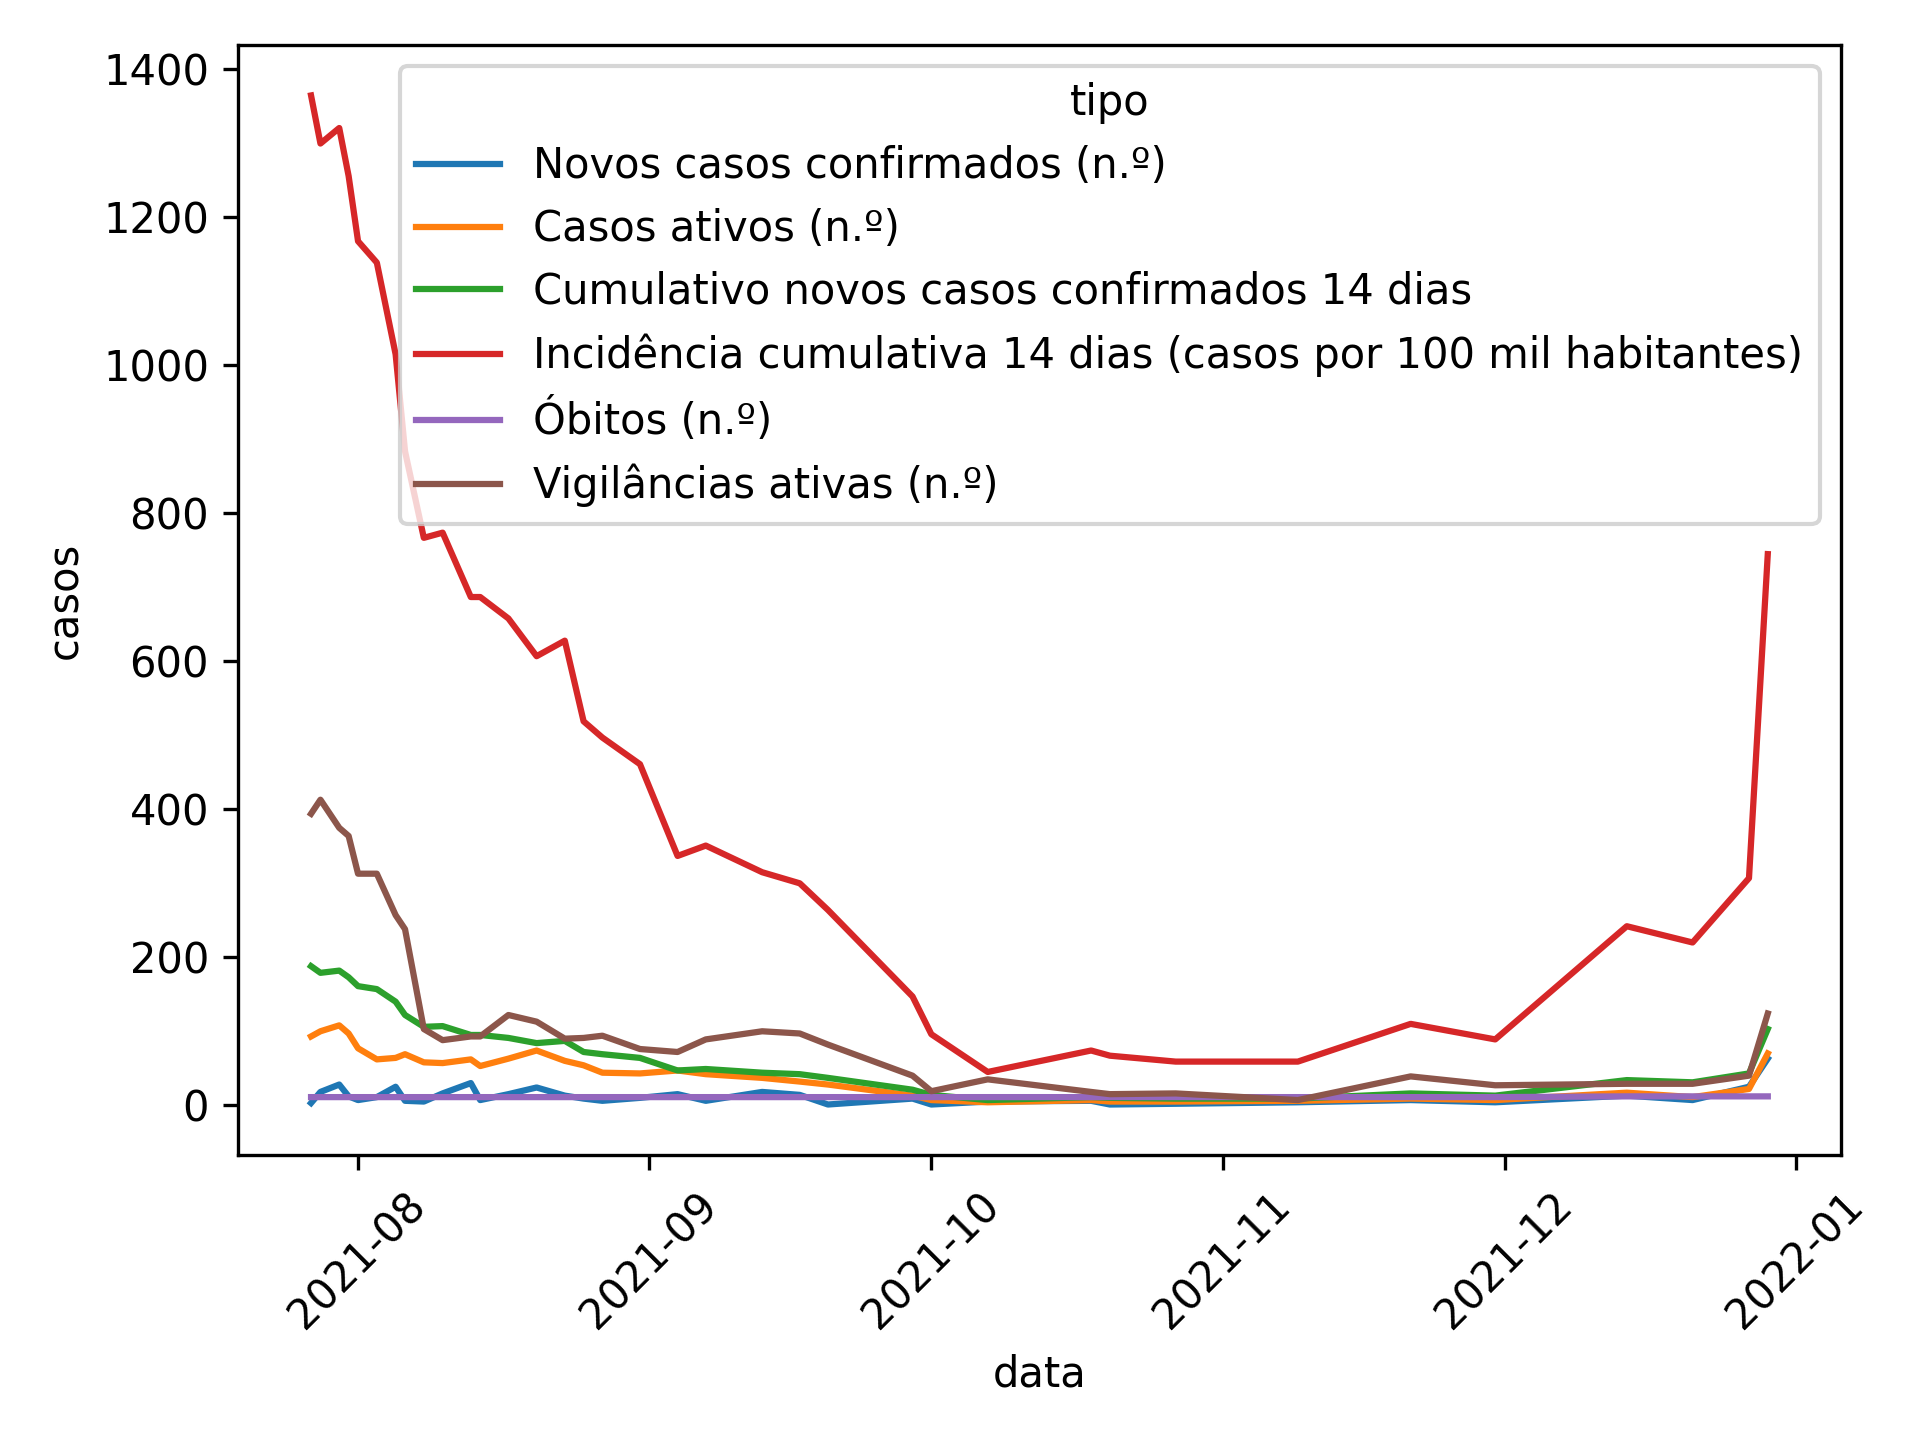 1400
1200
1000
800
600
400
200
0
casos
tipo
Novos casos confirmados (n.º)
Casos ativos (n.º)
Cumulativo novos casos confirmados 14 dias
Incidência cumulativa 14 dias (casos por 100 mil habitantes)
Óbitos (n.º)
Vigilâncias ativas (n.º)
2021-08
2021-09
2021-10
2021-11
2021-12
2022-01
data